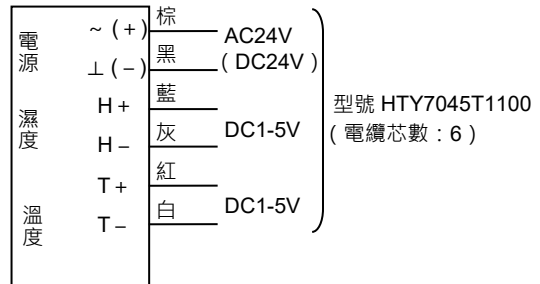 電源
~ (+)
棕
AC24V
⊥ (−)
黑
(DC24V)
濕度
H+
藍
DC1-5V
H−
灰
溫度
T+
紅
DC1-5V
T−
白
型號 HTY7045T1100
(電纜芯數：6)